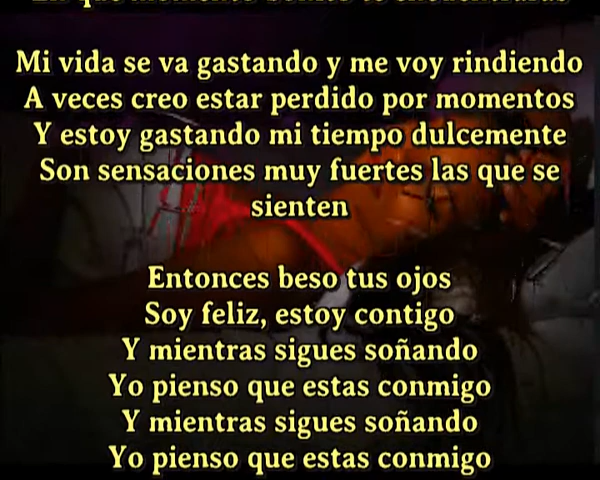 Mi vida se va gastando y me voy rindiendo
A veces creo estar perdido por momentos
Y estoy gastando mi tiempo dulcemente
Son sensaciones muy fuertes las que se
sienten
Entonces beso tus ojos
Soy feliz, estoy contigo
Y mientras sigues soñando
Yo pienso que estas conmigo
Y mientras sigues soñando
Yo pienso que estas conmigo